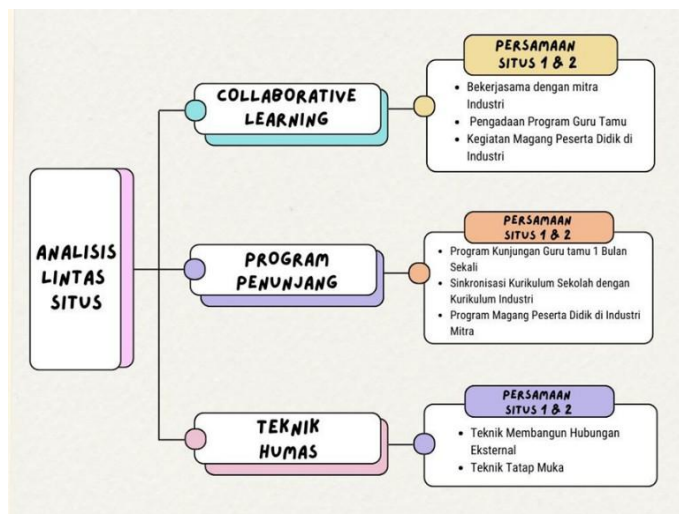 ANALISIS
LINTAS
SITUS
COLLABORATIVE
LEARNING
PERSAMAAN
SITUS 1 & 2
• Bekerjasama dengan mitra
Industri
• Pengadaan Program Guru Tamu
• Kegiatan Magang Peserta Didik di
Industri
PROGRAM
PENUNJANG
PERSAMAAN
SITUS 1 & 2
• Program Kunjungan Guru tamu 1 Bulan
Sekali
• Sinkronisasi Kurikulum Sekolah dengan
Kurikulum Industri
• Program Magang Peserta Didik di Industri
Mitra
TEKNIK
HUMAS
PERSAMAAN
SITUS 1 & 2
• Teknik Membangun Hubungan
Eksternal
• Teknik Tatap Muka